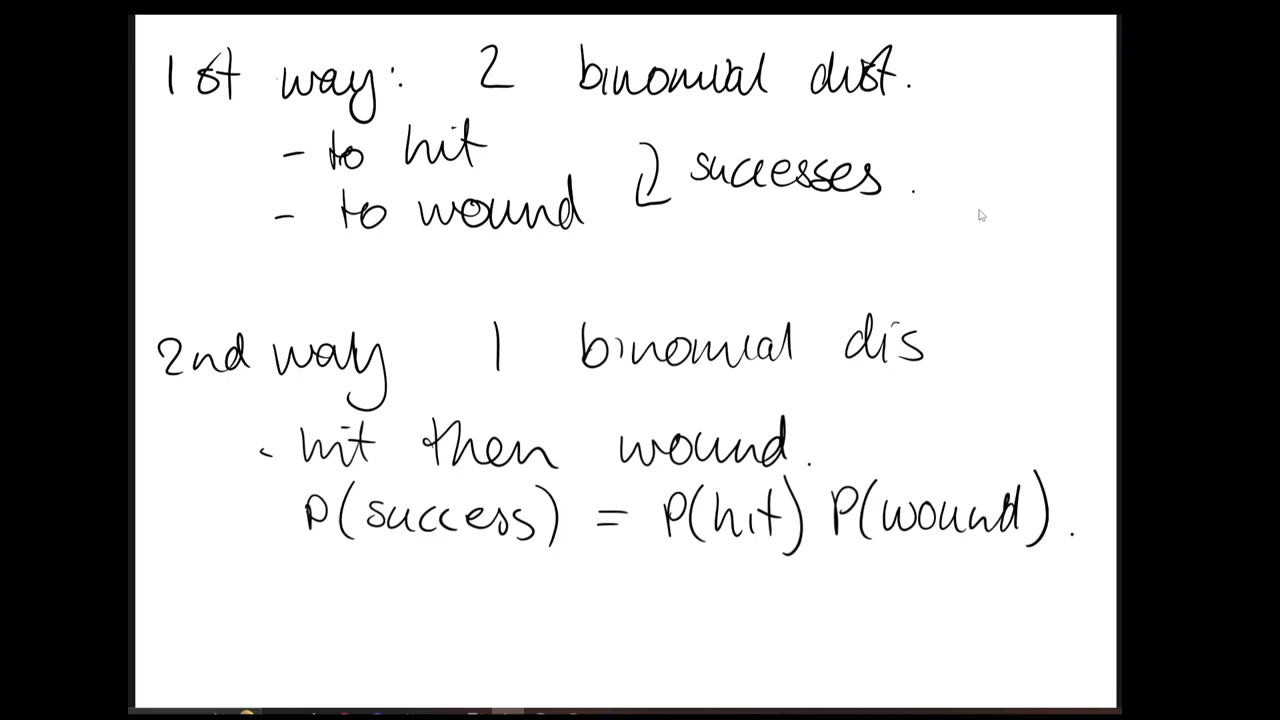 1st way: 2 binomial dist.
- to hit
- to wound 2 successes.
2nd way 1 binomial dis
- hit then wound.
P(success) = P(hit) P(wound).